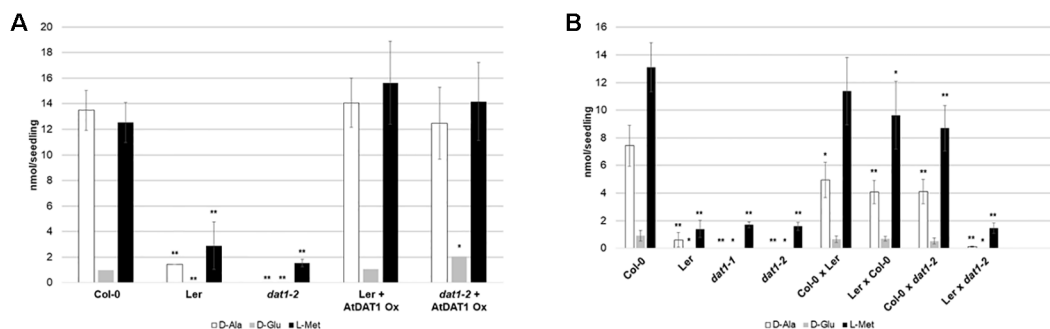 A
20
18
16
14
12
10
8
6
4
2
0
nmol/seedling
** ** ** ** ** ** *
Col-0 Ler dat1-2 Ler + AtDAT1 Ox dat1-2 + AtDAT1 Ox
D-Ala D-Glu L-Met
B
16
14
12
10
8
6
4
2
0
nmol/seedling
** * ** ** * ** ** * ** * ** * ** ** ** * **
Col-0 Ler dat1-1 dat1-2 Col-0 x Ler Ler x Col-0 Col-0 x dat1-2 Ler x dat1-2
D-Ala D-Glu L-Met